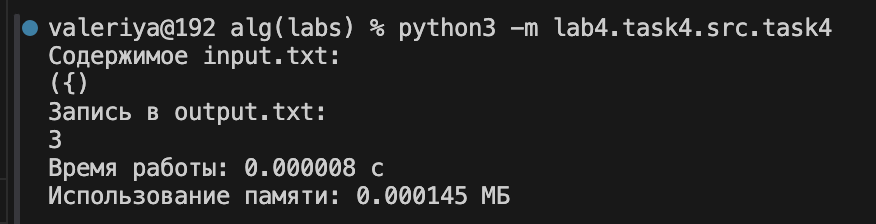 valeriya@192 alg(labs) % python3 -m lab4.task4.src.task4
Содержимое input.txt:
({)
Запись в output.txt:
3
Время работы: 0.000008 с
Использование памяти: 0.000145 МБ